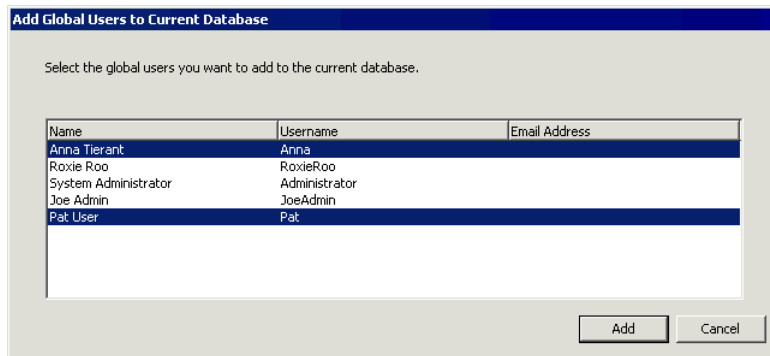 Add Global Users to Current Database
Select the global users you want to add to the current database.
Name Username Email Address
Anna Tierant Anna
Roxie Roo RoxieRoo
System Administrator Administrator
Joe Admin JoeAdmin
Pat User Pat
Add Cancel